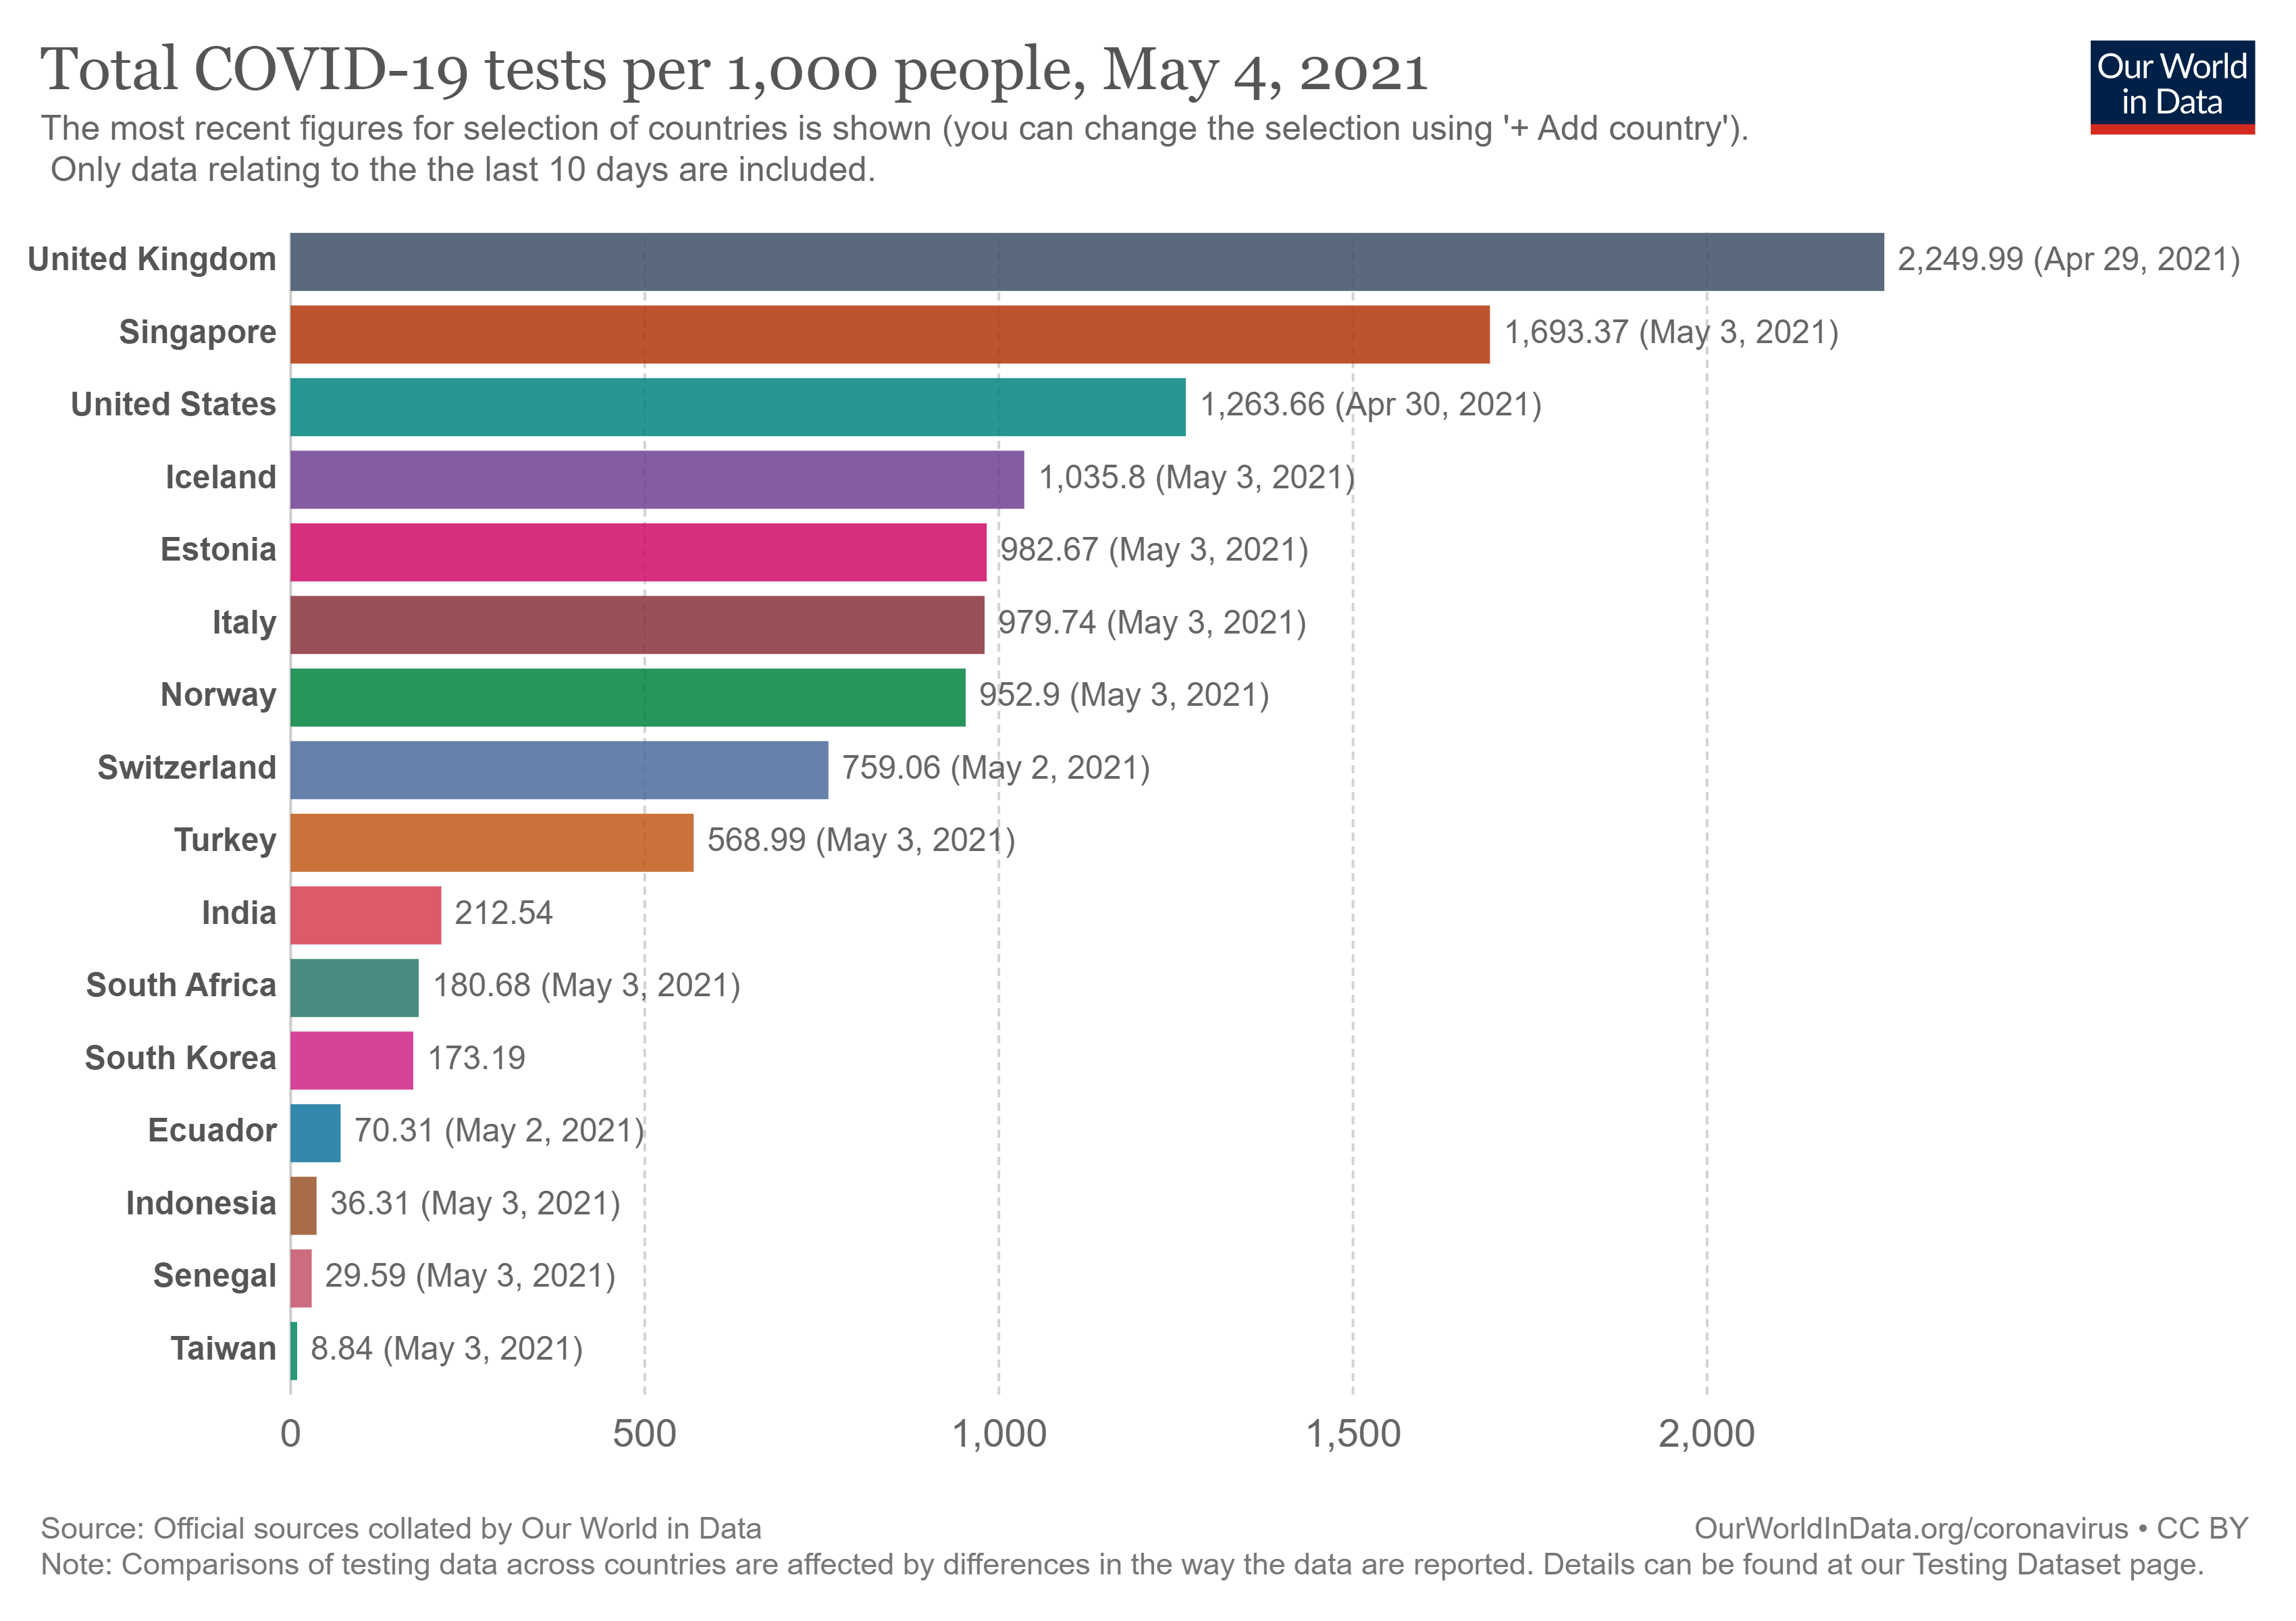 Total COVID-19 tests per 1,000 people, May 4, 2021
Our World
in Data
The most recent figures for selection of countries is shown (you can change the selection using '+ Add country').
Only data relating to the the last 10 days are included.
United Kingdom 2,249.99 (Apr 29, 2021)
Singapore 1,693.37 (May 3, 2021)
United States 1,263.66 (Apr 30, 2021)
Iceland 1,035.8 (May 3, 2021)
Estonia 982.67 (May 3, 2021)
Italy 979.74 (May 3, 2021)
Norway 952.9 (May 3, 2021)
Switzerland 759.06 (May 2, 2021)
Turkey 568.99 (May 3, 2021)
India 212.54
South Africa 180.68 (May 3, 2021)
South Korea 173.19
Ecuador 70.31 (May 2, 2021)
Indonesia 36.31 (May 3, 2021)
Senegal 29.59 (May 3, 2021)
Taiwan 8.84 (May 3, 2021)
0 500 1,000 1,500 2,000
Source: Official sources collated by Our World in Data
OurWorldInData.org/coronavirus • CC BY
Note: Comparisons of testing data across countries are affected by differences in the way the data are reported. Details can be found at our Testing Dataset page.